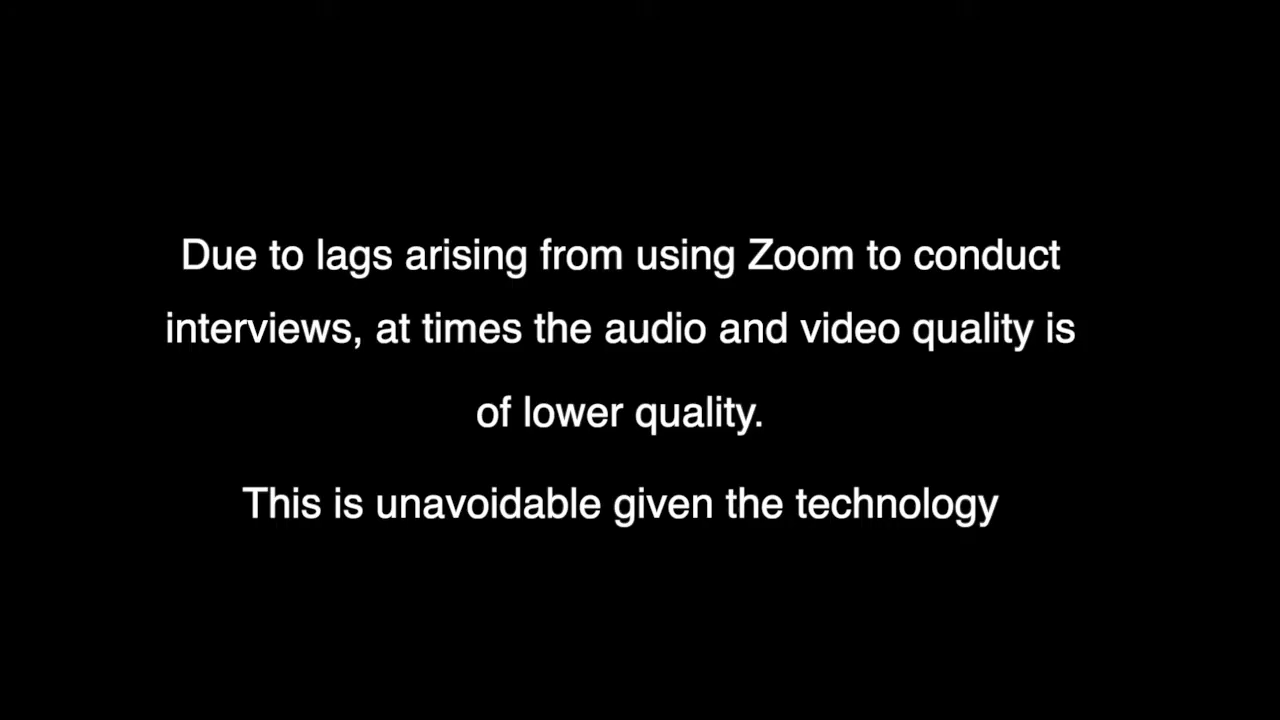 Due to lags arising from using Zoom to conduct
interviews, at times the audio and video quality is
of lower quality.
This is unavoidable given the technology